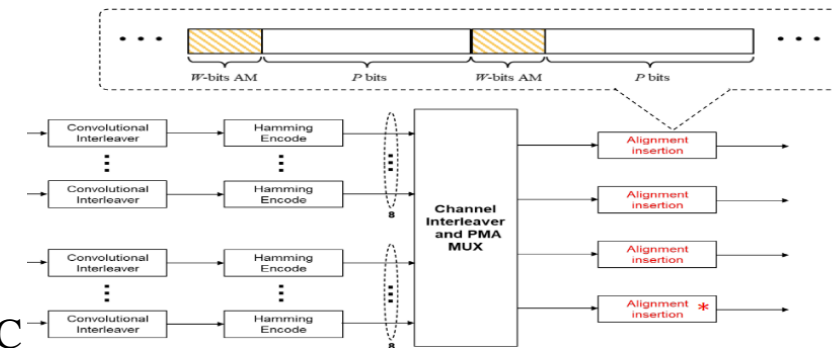 W-bits AM P bits W-bits AM P bits
Convolutional Interleaver
Hamming Encode
Convolutional Interleaver
Hamming Encode
8
Convolutional Interleaver
Hamming Encode
Convolutional Interleaver
Hamming Encode
8
Channel
Interleaver
and PMA
MUX
Alignment
insertion
Alignment
insertion
Alignment
insertion
Alignment
insertion *
C